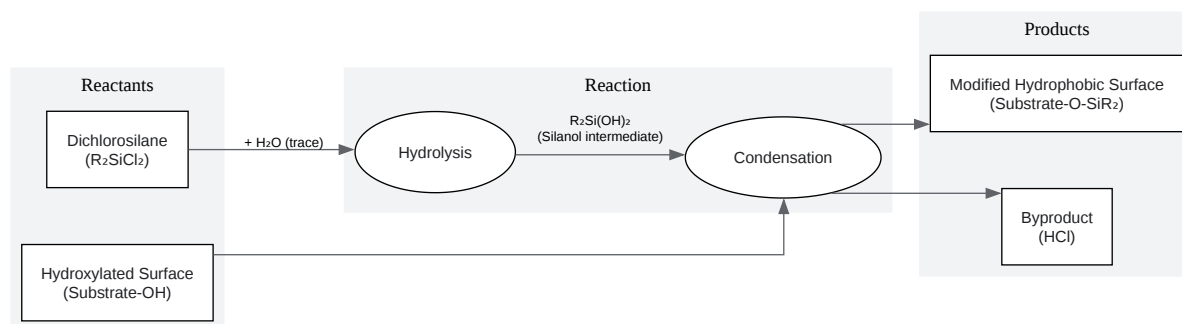 Reactants
Dichlorosilane
(R₂SiCl₂)
Hydroxylated Surface
(Substrate-OH)
+ H₂O (trace)
Reaction
Hydrolysis
R₂Si(OH)₂
(Silanol intermediate)
Condensation
Products
Modified Hydrophobic Surface
(Substrate-O-SiR₂)
Byproduct
(HCl)